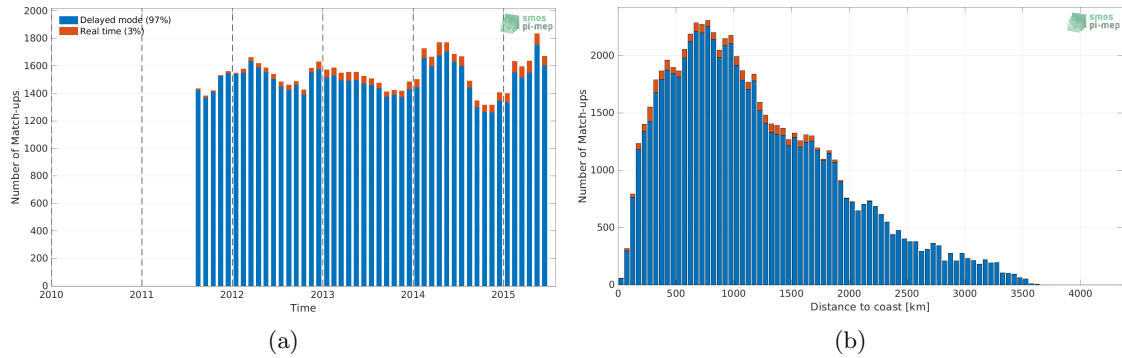 Delayed mode (97%)
Real time (3%)
smos
pi-mep
Number of Match-ups
2000
1800
1600
1400
1200
1000
800
600
400
200
0
2010
2011
2012
2013
2014
2015
Time
(a)
smos
pi-mep
Number of Match-ups
2000
1500
1000
500
0
0
500
1000
1500
2000
2500
3000
3500
4000
Distance to coast [km]
(b)